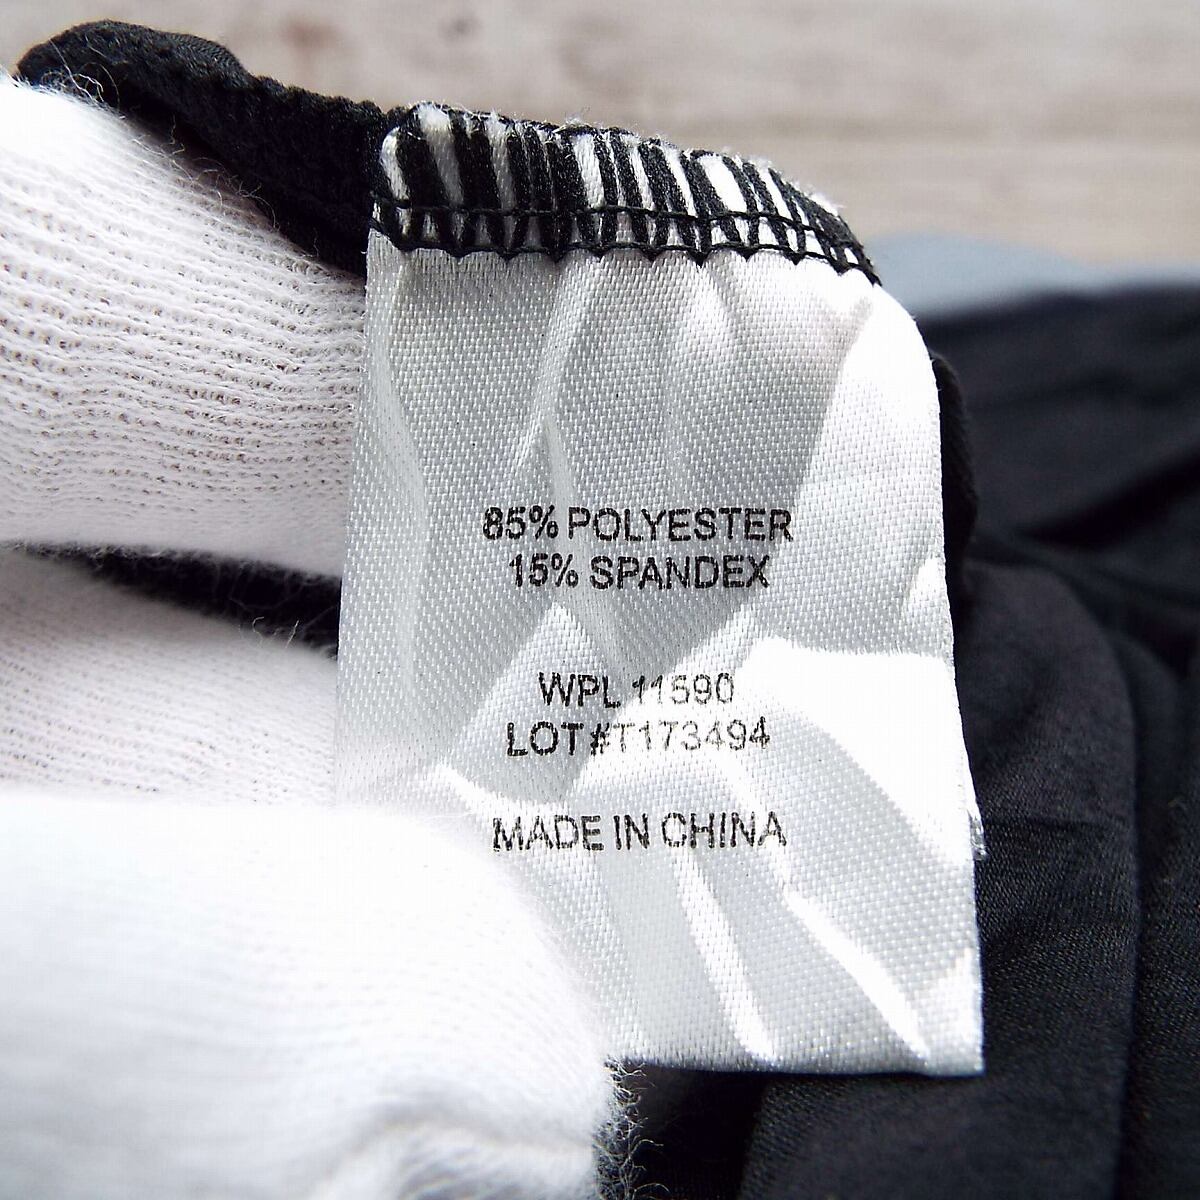 85% POLYESTER
15% SPANDEX
WPL 11590
LOT#T173494
MADE IN CHINA